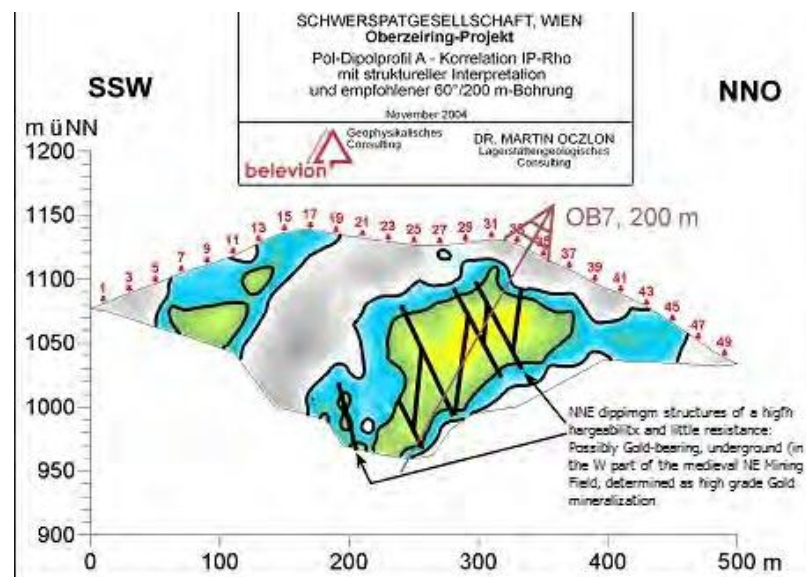 SCHWERSPATGESELLSCHAFT, WIEN
Oberzeiring-Projekt
Pol-Dipolprofil A - Korrelation IP-Rho
mit struktureller Interpretation
und empfohlener 60°/200 m-Bohrung
November 2004
belevion
Geophysikalisches
Consulting
DR. MARTIN OCZLON
Lagerstättengeologisches
Consulting
SSW
NNO
m üNN
1200
1150
1100
1050
1000
950
900
1 3 5 7 9 11 13 15 17 19 21 23 25 27 29 31 33 35 37 39 41 43 45 47 49
OB7, 200 m
NNE dippimgm structures of a higfh
hargeabilitx and little resistance:
Possibly Gold-bearing, underground (in
the W part of the medieval NE Mining
Field, determined as high grade Gold
mineralization
0 100 200 300 400 500 m